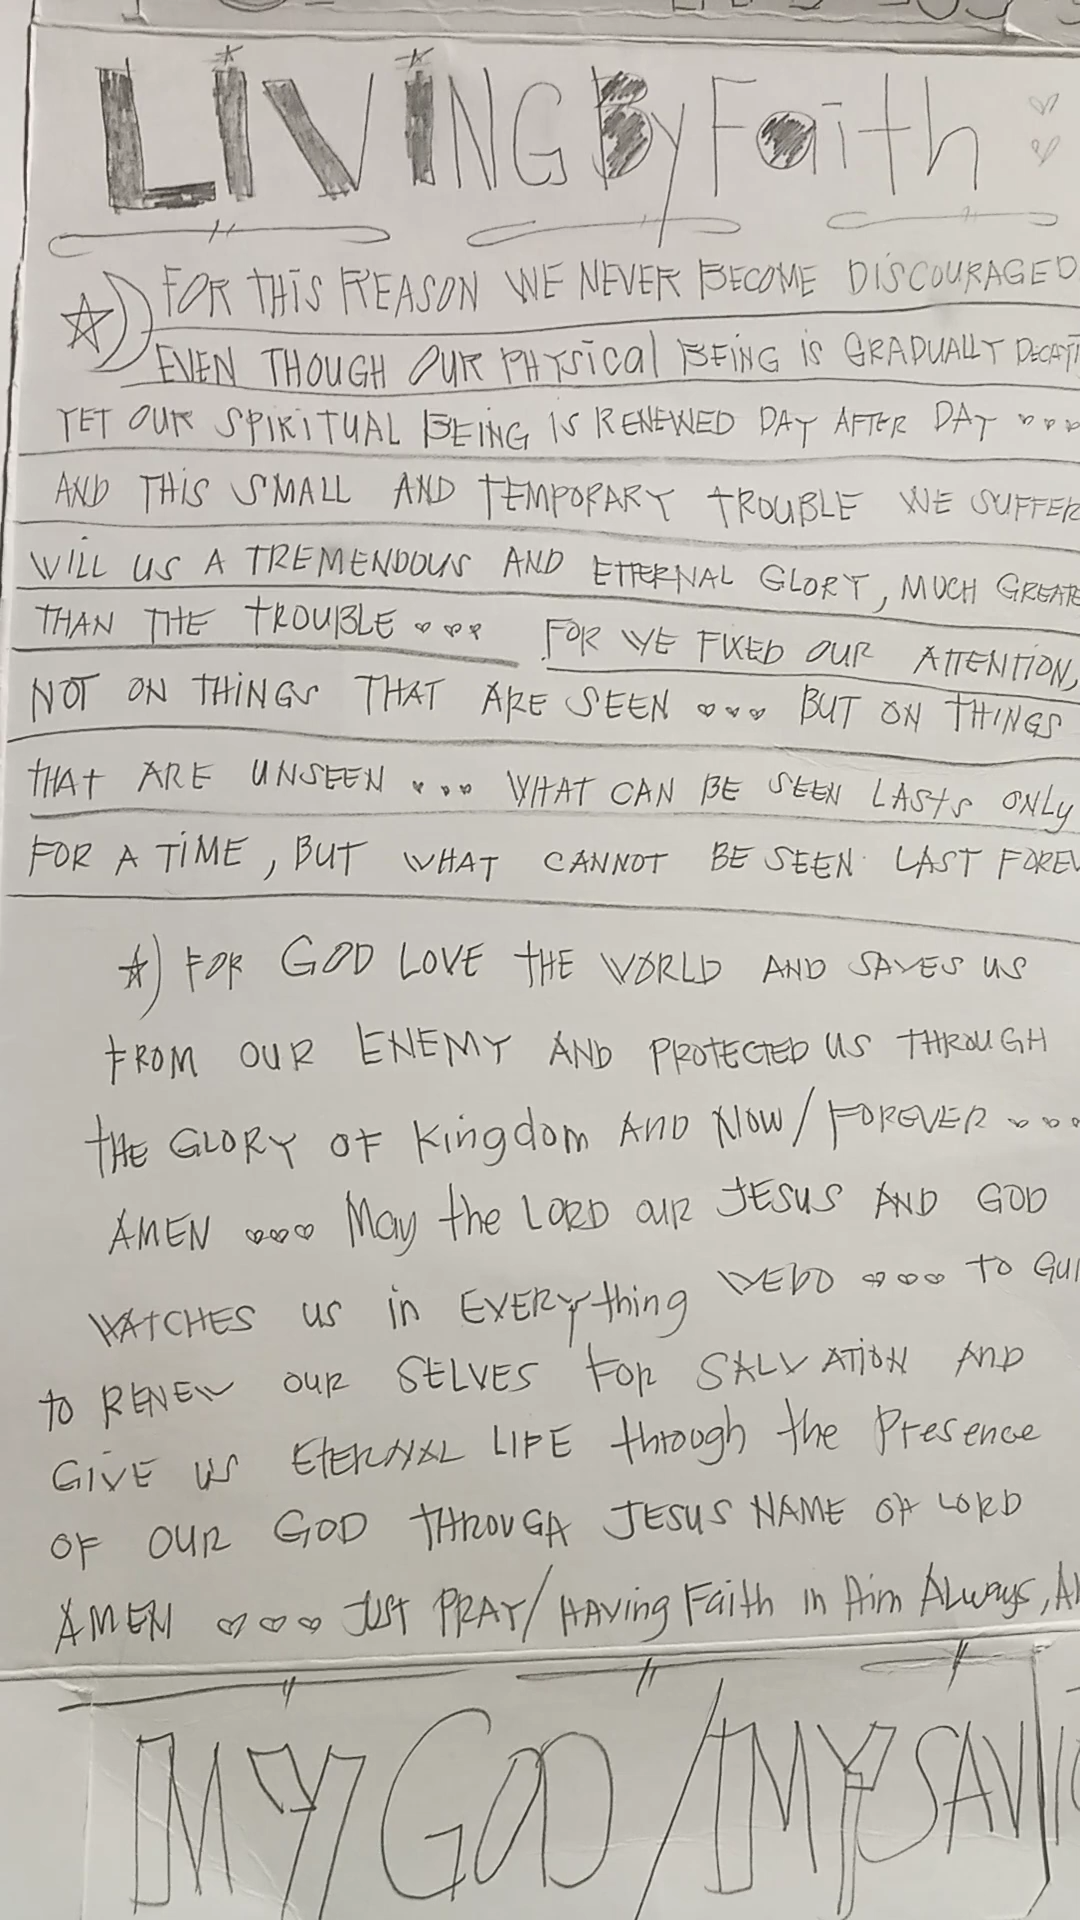 LiViNG By Faith
FOR THiS REASON WE NEVER BECOME DiSCOURAGED
EVEN THOUGH OUR PHYSical BEiNG iS GRADUALLY DECAYI
YET OUR SPiRiTUAL BEiNG iS RENEWED DAY AFTER DAY
AND THiS SMALL AND TEMPORARY TROUBLE WE SUFFER
WiLL US A TREMENDOUS AND ETERNAL GLORY, MUCH GREATE
THAN THE TROUBLE ♡♡♡ FOR WE FIXED OUR ATTENTiON,
NOT ON THiNGS THAT ARE SEEN ♡♡♡ BUT ON THINGS
THAT ARE UNSEEN ♡♡♡ WHAT CAN BE SEEN LASTS ONLY
FOR A TiME, BUT WHAT CANNOT BE SEEN LAST FOREV
☆) FOR GOD LOVE THE WORLD AND SAVES US
FROM OUR ENEMY AND PROTECTED US THROUGH
THE GLORY OF Kingdom AND NOW/FOREVER ♡♡♡
AMEN ♡♡♡ May the LORD our JESUS AND GOD
WATCHES us in EVERYthing ♡♡♡ TO GUI
TO RENEW OUR SELVES FOR SALVATiON AND
GiVE us ETERNAL LIFE through the Presence
OF OUR GOD THROUGH JESUS NAME OF LORD
AMEN ♡♡♡ JUST PRAY/HAVing Faith in Him Always, A
MY GOD / MY SAVI